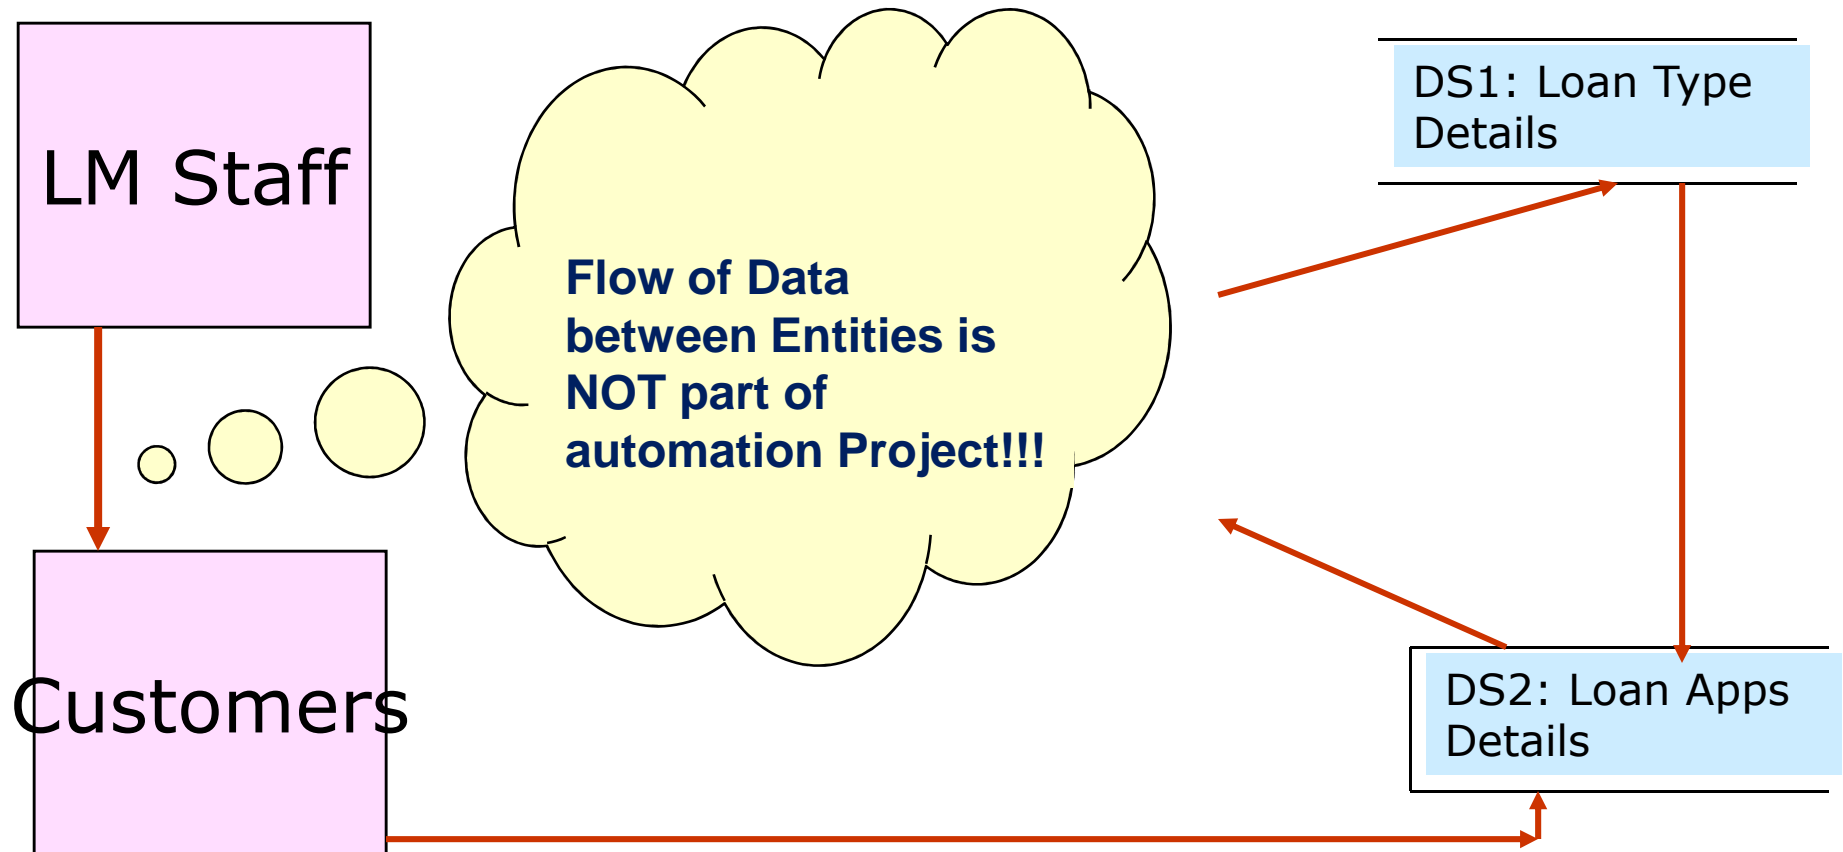 LM Staff
Flow of Data
between Entities is
NOT part of
automation Project!!!
DS1: Loan Type
Details
Customers
DS2: Loan Apps
Details